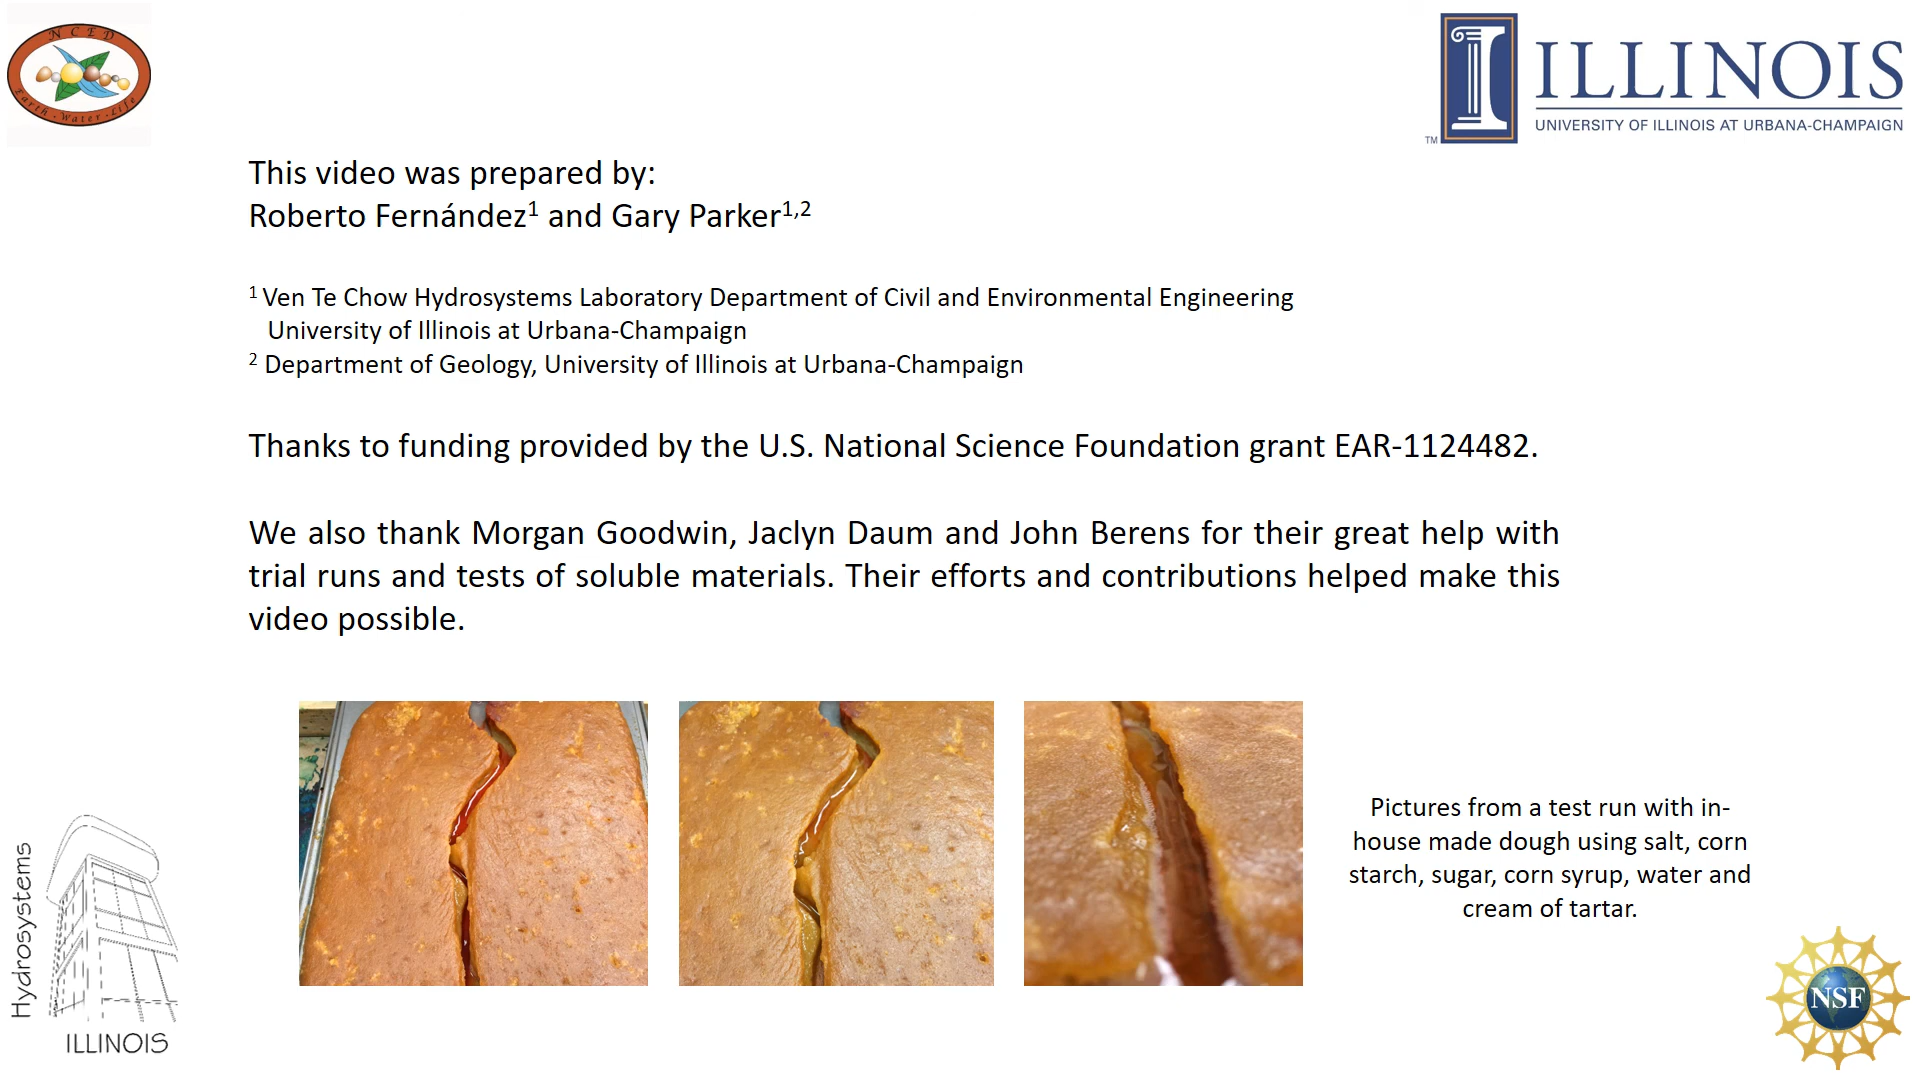 NCED
Earth - Water - Life
ILLINOIS
UNIVERSITY OF ILLINOIS AT URBANA-CHAMPAIGN
TM
This video was prepared by:
Roberto Fernández1 and Gary Parker1,2
1 Ven Te Chow Hydrosystems Laboratory Department of Civil and Environmental Engineering
University of Illinois at Urbana-Champaign
2 Department of Geology, University of Illinois at Urbana-Champaign
Thanks to funding provided by the U.S. National Science Foundation grant EAR-1124482.
We also thank Morgan Goodwin, Jaclyn Daum and John Berens for their great help with
trial runs and tests of soluble materials. Their efforts and contributions helped make this
video possible.
Pictures from a test run with in-
house made dough using salt, corn
starch, sugar, corn syrup, water and
cream of tartar.
Hydrosystems
ILLINOIS
NSF